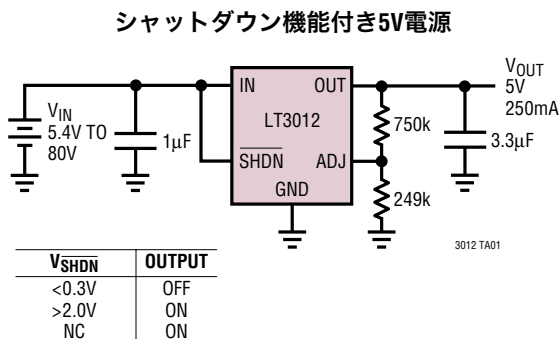 シャットダウン機能付き5V電源
IN
OUT
LT3012
SHDN
ADJ
GND
VIN
5.4V TO
80V
1μF
750k
249k
VOUT
5V
250mA
3.3μF
3012 TA01
VSHDN OUTPUT
<0.3V OFF
>2.0V ON
NC ON